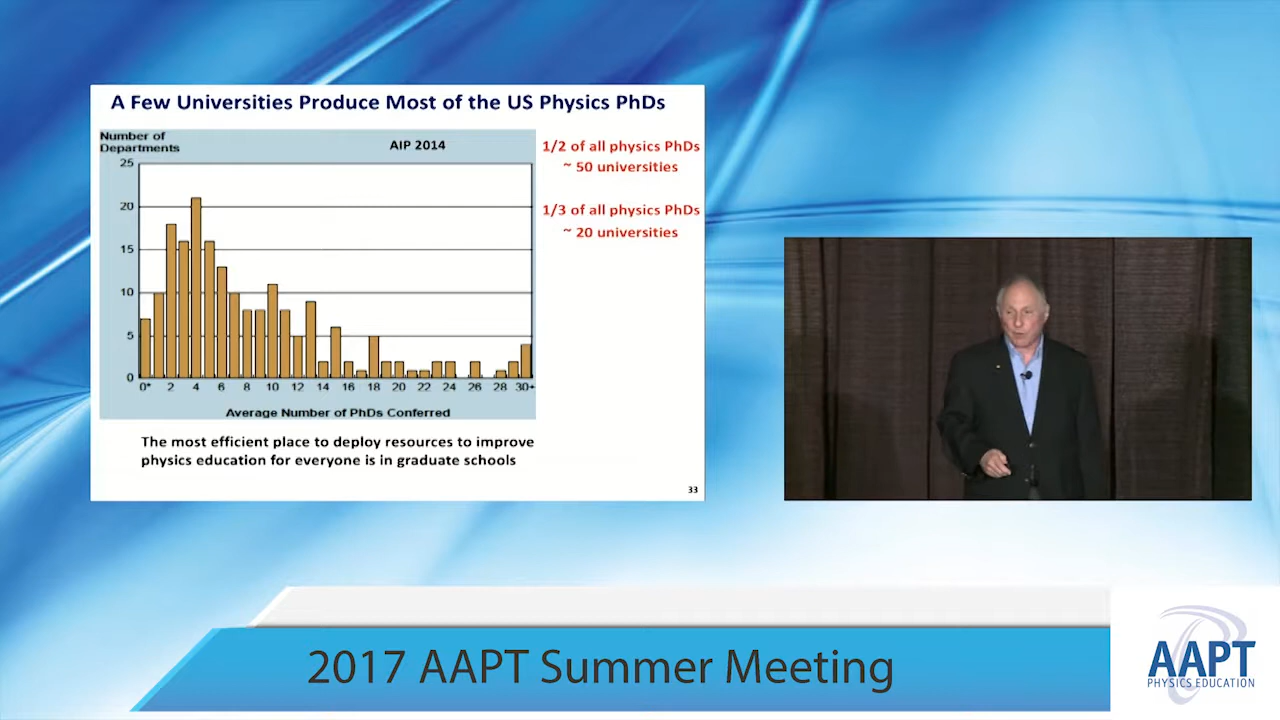 A Few Universities Produce Most of the US Physics PhDs
Number of
Departments
AIP 2014
25
20
15
10
5
0
0* 2 4 6 8 10 12 14 16 18 20 22 24 26 28 30+
Average Number of PhDs Conferred
1/2 of all physics PhDs
~ 50 universities
1/3 of all physics PhDs
~ 20 universities
The most efficient place to deploy resources to improve
physics education for everyone is in graduate schools
33
2017 AAPT Summer Meeting
AAPT
PHYSICS EDUCATION